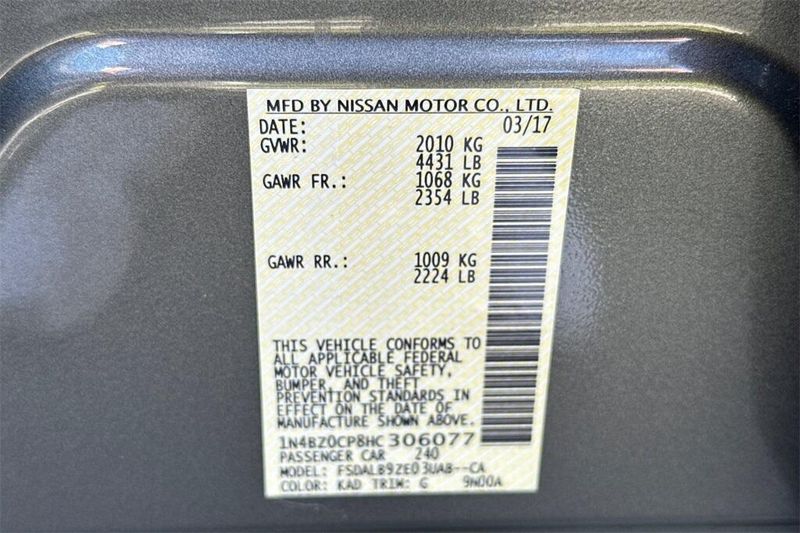 MFD BY NISSAN MOTOR CO., LTD.
DATE: 03/17
GVWR: 2010 KG
4431 LB
GAWR FR.: 1068 KG
2354 LB
GAWR RR.: 1009 KG
2224 LB
THIS VEHICLE CONFORMS TO
ALL APPLICABLE FEDERAL
MOTOR VEHICLE SAFETY,
BUMPER, AND THEFT
PREVENTION STANDARDS IN
EFFECT ON THE DATE OF
MANUFACTURE SHOWN ABOVE.
1N4BZ0CP8HC 306077
PASSENGER CAR 240
MODEL: FSDALB9ZE03UAB--CA
COLOR: KAD TRIM: G 9N00A